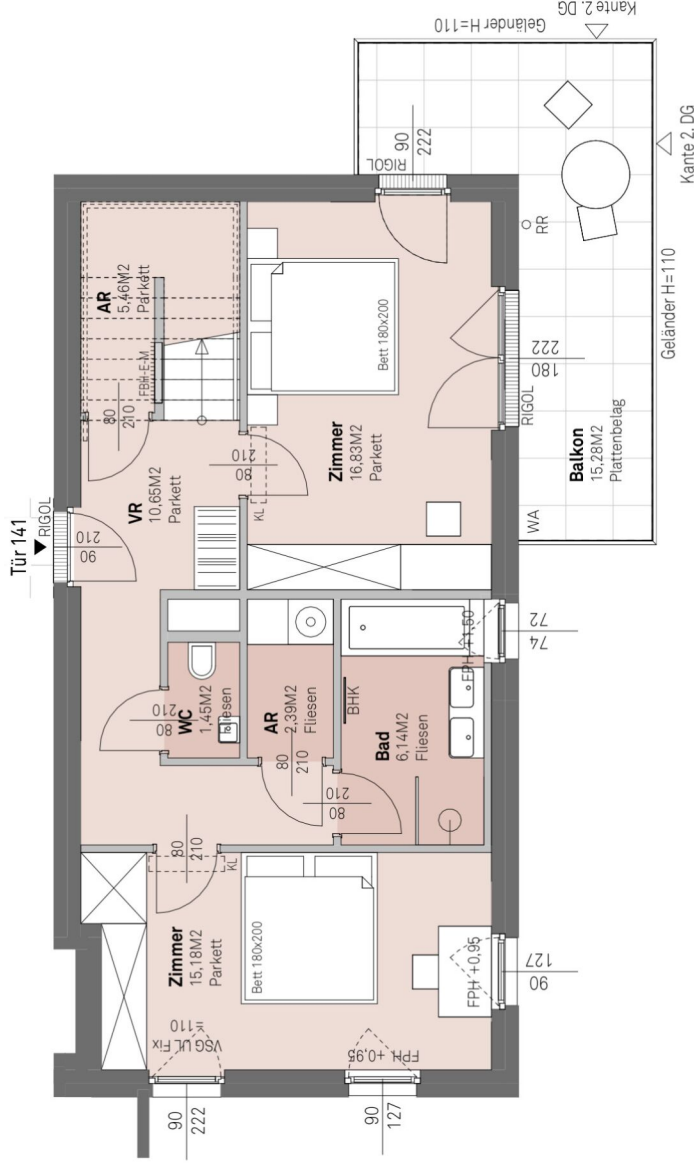 Kante 2. DG
Geländer H=110
90
222
RIGOL
Kante 2. DG
Geländer H=110
RR
AR
5,46M2
Parkett
FBH-E-M
80
210
Bett 180x200
180
222
RIGOL
Tür 141
RIGOL
90
210
VR
10,65M2
Parkett
80
210
KL
Zimmer
16,83M2
Parkett
Balkon
15,28M2
Plattenbelag
WA
80
210
WC
1,45M2
Fliesen
AR
2,39M2
Fliesen
80
210
BHK
Bad
6,14M2
Fliesen
80
210
FPH +1,50
74
72
80
210
KL
Zimmer
15,18M2
Parkett
Bett 180x200
VSG UL Fix
=110
FPH +0,95
FPH +0,95
90
127
90
222
90
127